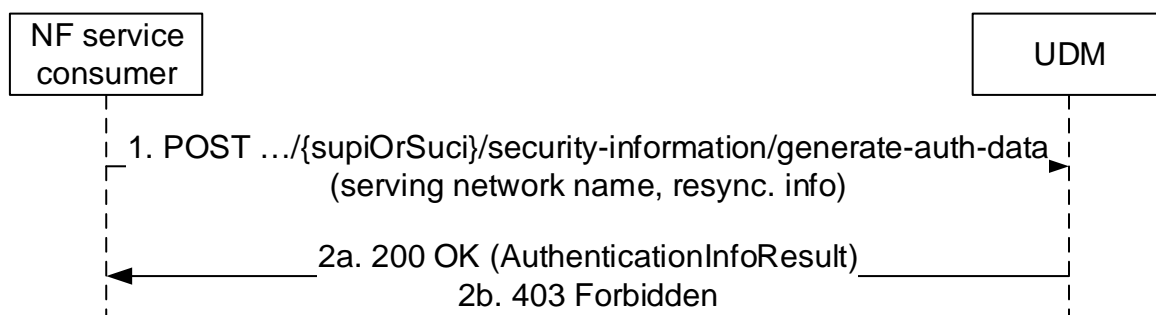 NF service
consumer
UDM
1. POST …/{supiOrSuci}/security-information/generate-auth-data
(serving network name, resync. info)
2a. 200 OK (AuthenticationInfoResult)
2b. 403 Forbidden